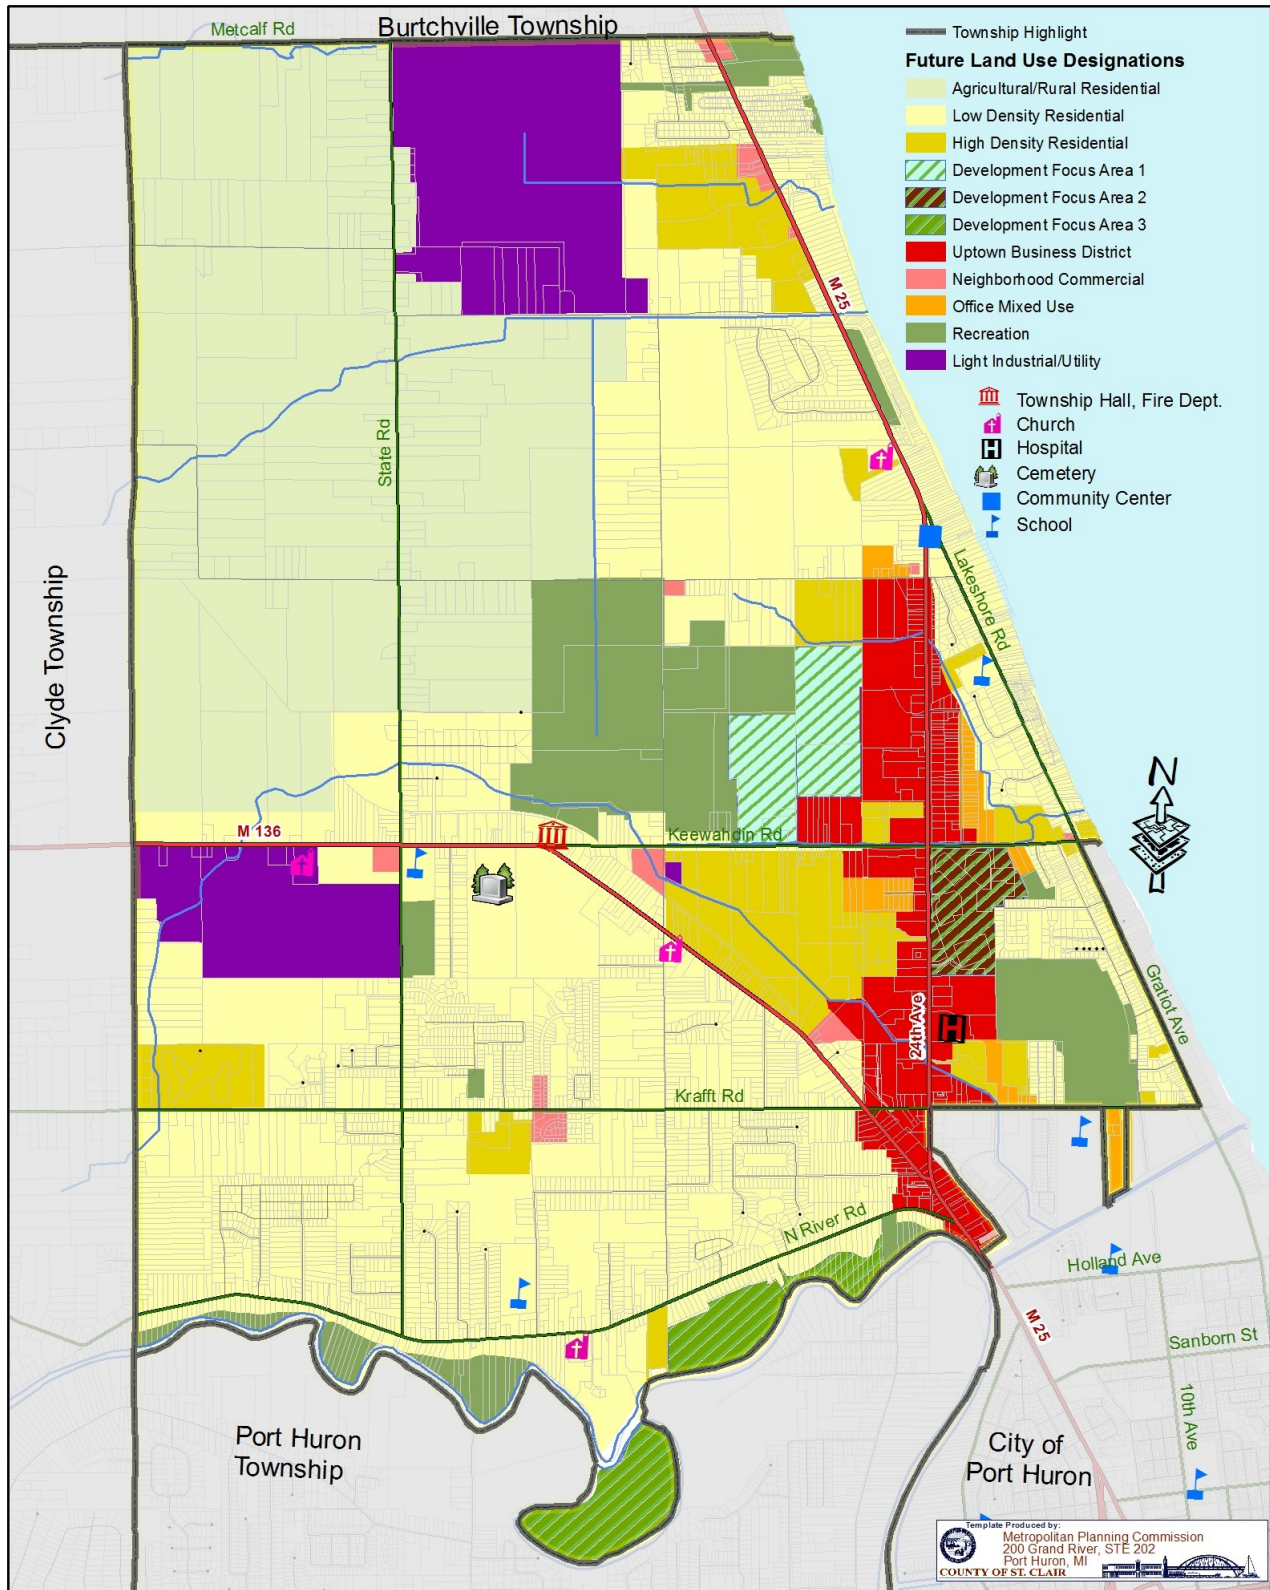 Metcalf Rd
Burtchville Township
Township Highlight
Future Land Use Designations
Agricultural/Rural Residential
Low Density Residential
High Density Residential
Development Focus Area 1
Development Focus Area 2
Development Focus Area 3
Uptown Business District
Neighborhood Commercial
Office Mixed Use
Recreation
Light Industrial/Utility
Township Hall, Fire Dept.
Church
Hospital
Cemetery
Community Center
School
M 25
State Rd
Lakeshore Rd
Clyde Township
N
M 136
Keewahdin Rd
Gratiot Ave
24th Ave
H
Krafft Rd
N River Rd
Holland Ave
M 25
Sanborn St
10th Ave
Port Huron
Township
City of
Port Huron
Template Produced by:
Metropolitan Planning Commission
200 Grand River, STE 202
Port Huron, MI
COUNTY OF ST. CLAIR